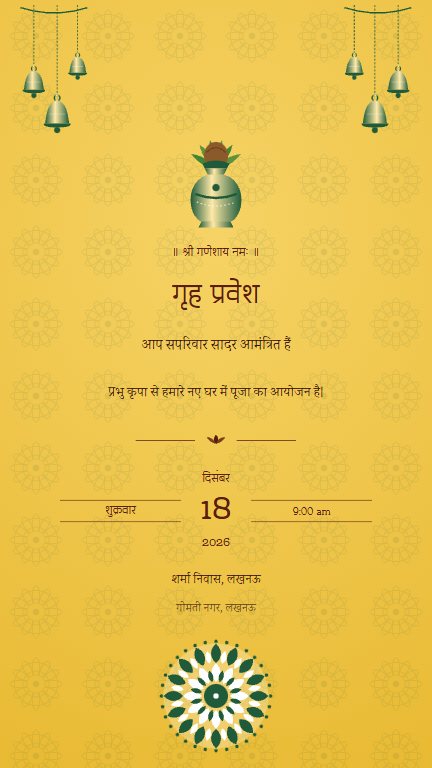 ॥ श्री गणेशाय नमः ॥
गृह प्रवेश
आप सपरिवार सादर आमंत्रित हैं
प्रभु कृपा से हमारे नए घर में पूजा का आयोजन है|
दिसंबर
शुक्रवार 18 9:00 am
2026
शर्मा निवास, लखनऊ
गोमती नगर, लखनऊ